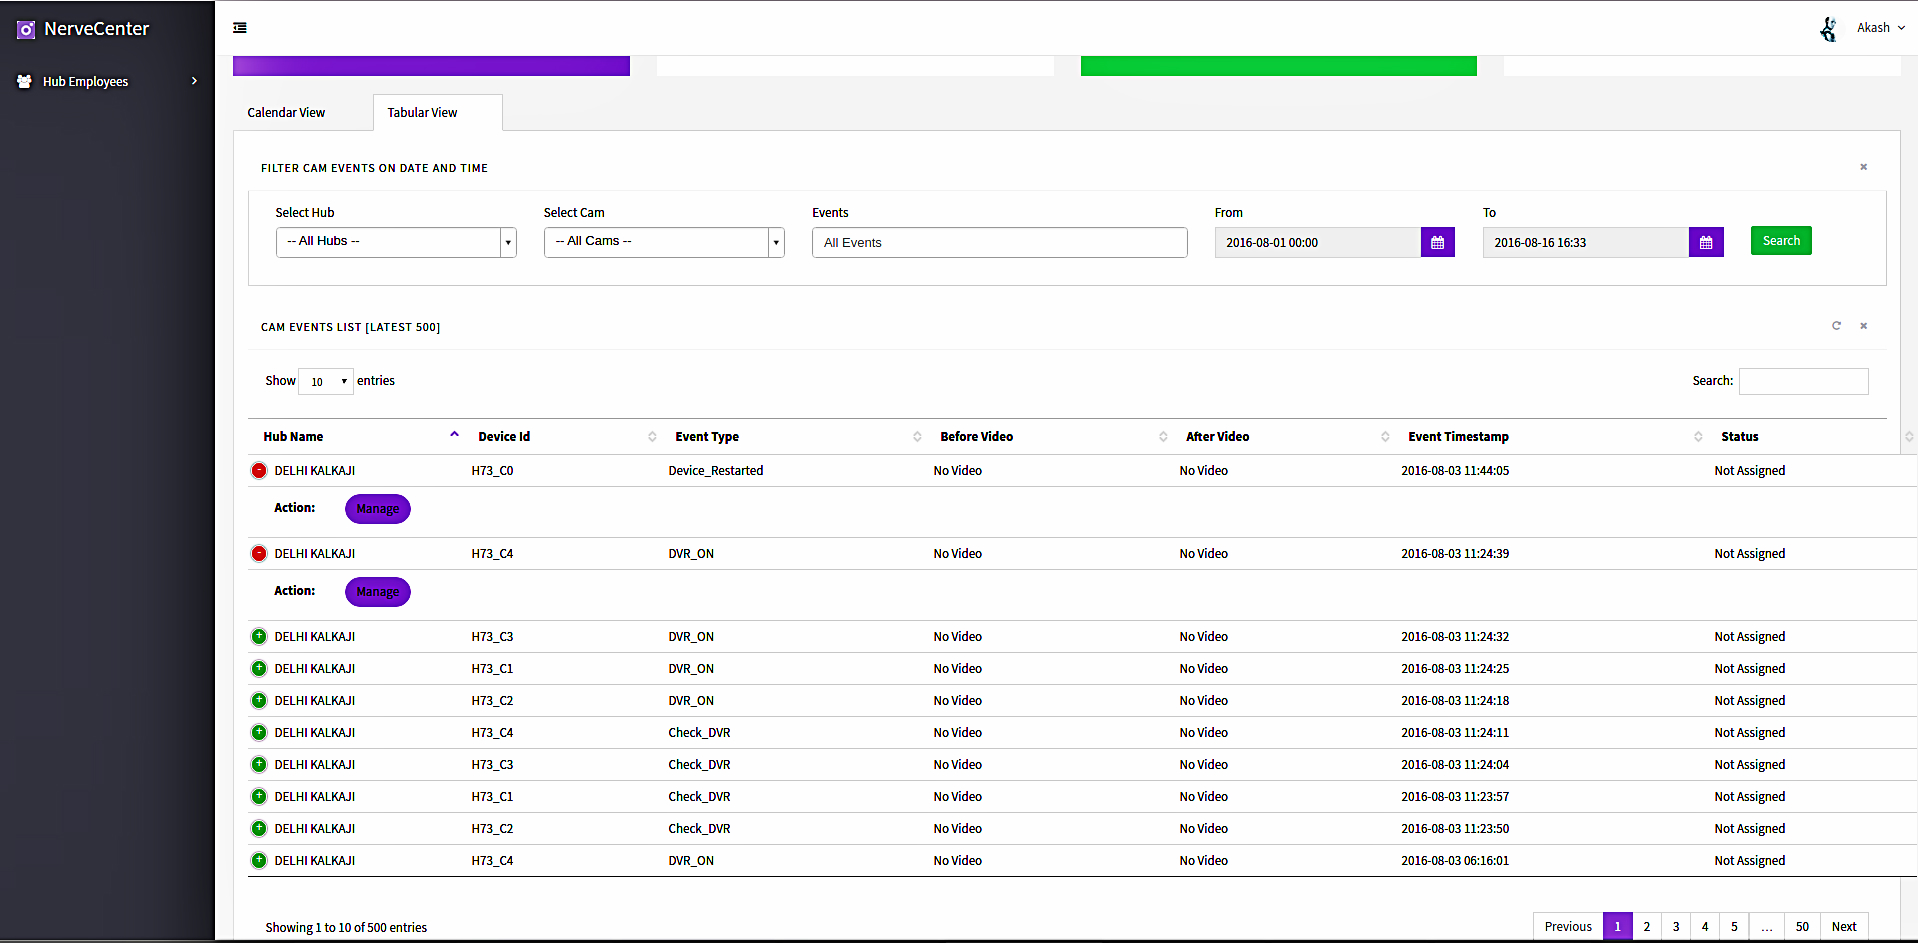 NerveCenter
Akash
Hub Employees
Calendar View
Tabular View
FILTER CAM EVENTS ON DATE AND TIME
Select Hub Select Cam Events From To
-- All Hubs -- -- All Cams -- All Events 2016-08-01 00:00 2016-08-16 16:33 Search
CAM EVENTS LIST [LATEST 500]
Show 10 entries Search:
Hub Name Device Id Event Type Before Video After Video Event Timestamp Status
DELHI KALKAJI H73_C0 Device_Restarted No Video No Video 2016-08-03 11:44:05 Not Assigned
Action: Manage
DELHI KALKAJI H73_C4 DVR_ON No Video No Video 2016-08-03 11:24:39 Not Assigned
Action: Manage
DELHI KALKAJI H73_C3 DVR_ON No Video No Video 2016-08-03 11:24:32 Not Assigned
DELHI KALKAJI H73_C1 DVR_ON No Video No Video 2016-08-03 11:24:25 Not Assigned
DELHI KALKAJI H73_C2 DVR_ON No Video No Video 2016-08-03 11:24:18 Not Assigned
DELHI KALKAJI H73_C4 Check_DVR No Video No Video 2016-08-03 11:24:11 Not Assigned
DELHI KALKAJI H73_C3 Check_DVR No Video No Video 2016-08-03 11:24:04 Not Assigned
DELHI KALKAJI H73_C1 Check_DVR No Video No Video 2016-08-03 11:23:57 Not Assigned
DELHI KALKAJI H73_C2 Check_DVR No Video No Video 2016-08-03 11:23:50 Not Assigned
DELHI KALKAJI H73_C4 DVR_ON No Video No Video 2016-08-03 06:16:01 Not Assigned
Showing 1 to 10 of 500 entries Previous 1 2 3 4 5 ... 50 Next